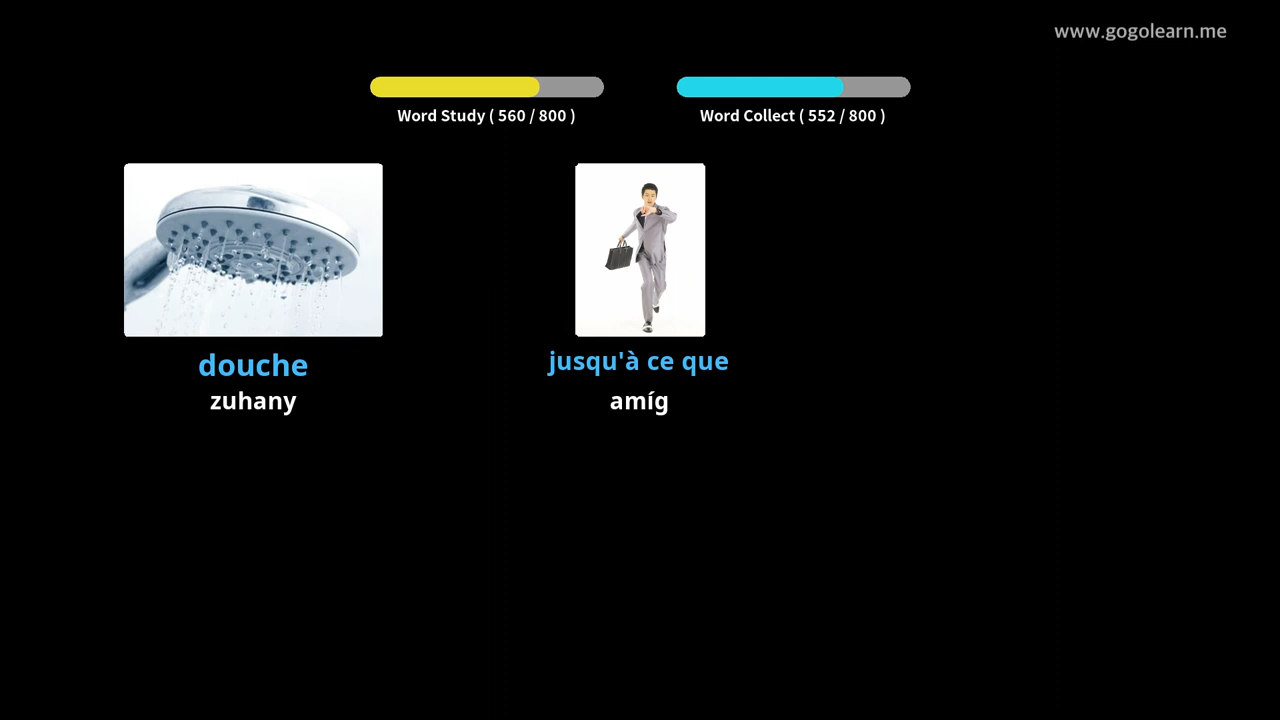 www.gogolearn.me
Word Study ( 560 / 800 )
Word Collect ( 552 / 800 )
douche
zuhany
jusqu'à ce que
amíg